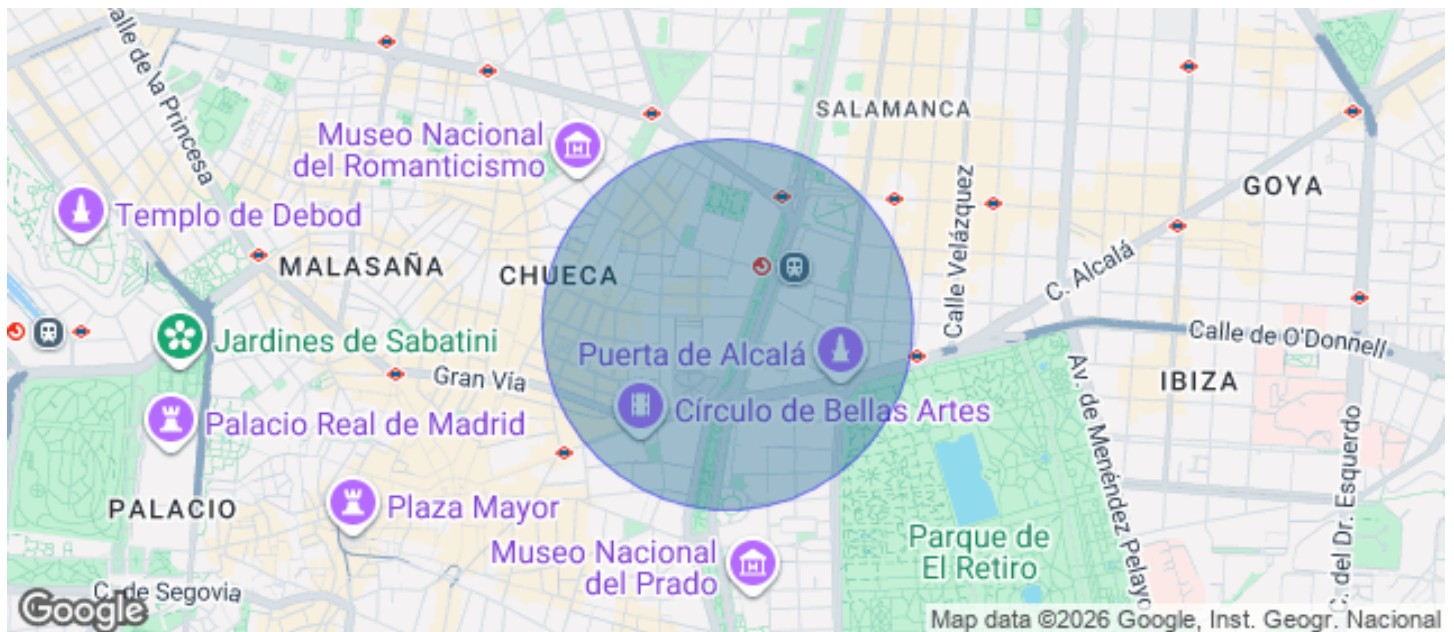 Calle de la Princesa
Museo Nacional
del Romanticismo
SALAMANCA
Templo de Debod
MALASAÑA
CHUECA
GOYA
Calle Velázquez
C. Alcalá
Jardines de Sabatini
Gran Vía
Puerta de Alcalá
Calle de O'Donnell
IBIZA
Palacio Real de Madrid
Círculo de Bellas Artes
Av. de Menéndez Pelayo
C. del Dr. Esquerdo
PALACIO
Plaza Mayor
Museo Nacional
del Prado
Parque de
El Retiro
C. de Segovia
Google
Map data ©2026 Google, Inst. Geogr. Nacional